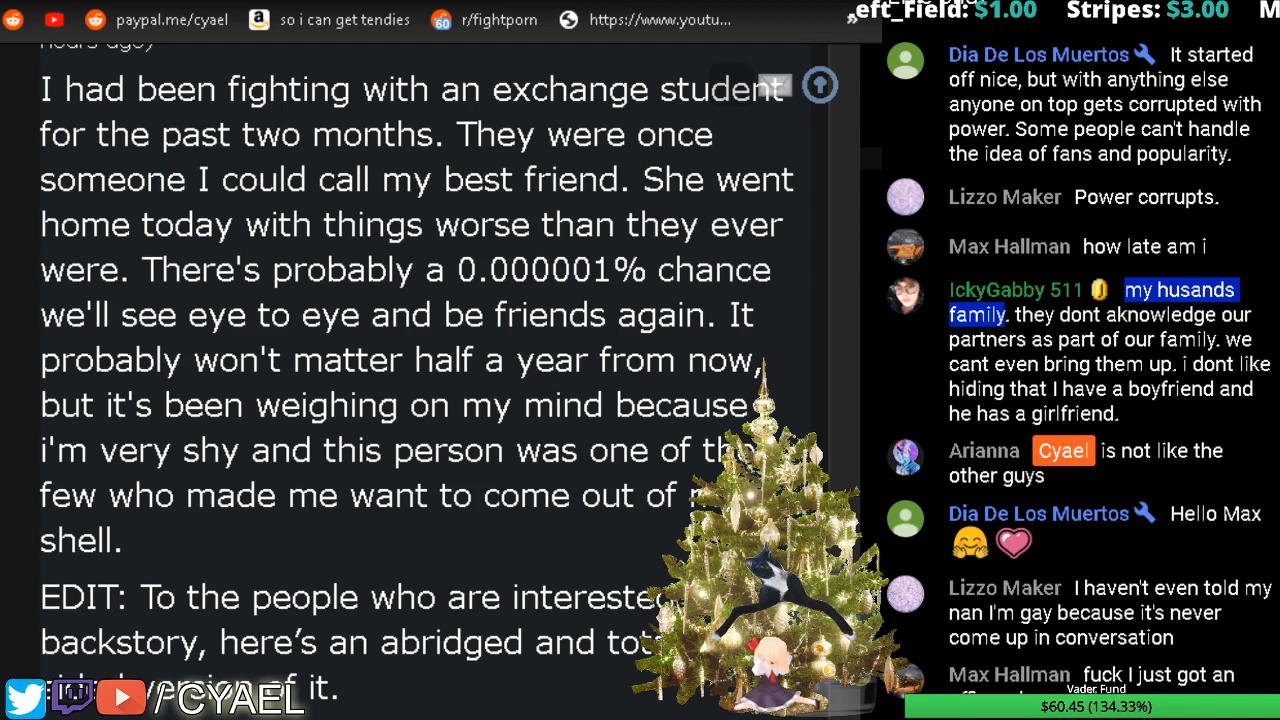 paypal.me/cyael
so i can get tendies
60
r/fightporn
https://www.youtu...
»
eft_Field: $1.00 Stripes: $3.00 M
hours ago)
I had been fighting with an exchange student
for the past two months. They were once
someone I could call my best friend. She went
home today with things worse than they ever
were. There's probably a 0.000001% chance
we'll see eye to eye and be friends again. It
probably won't matter half a year from now,
but it's been weighing on my mind because
i'm very shy and this person was one of the
few who made me want to come out of
shell.
EDIT: To the people who are interested
backstory, here's an abridged and
version of it.
/CYAEL
Dia De Los Muertos It started
off nice, but with anything else
anyone on top gets corrupted with
power. Some people can't handle
the idea of fans and popularity.
Lizzo Maker Power corrupts.
Max Hallman how late am i
IckyGabby 511 my husands
family. they dont aknowledge our
partners as part of our family. we
cant even bring them up. i dont like
hiding that I have a boyfriend and
he has a girlfriend.
Arianna Cyael is not like the
other guys
Dia De Los Muertos Hello Max
Lizzo Maker I haven't even told my
nan I'm gay because it's never
come up in conversation
Max Hallman fuck I just got an
Vader Fund
$60.45 (134.33%)